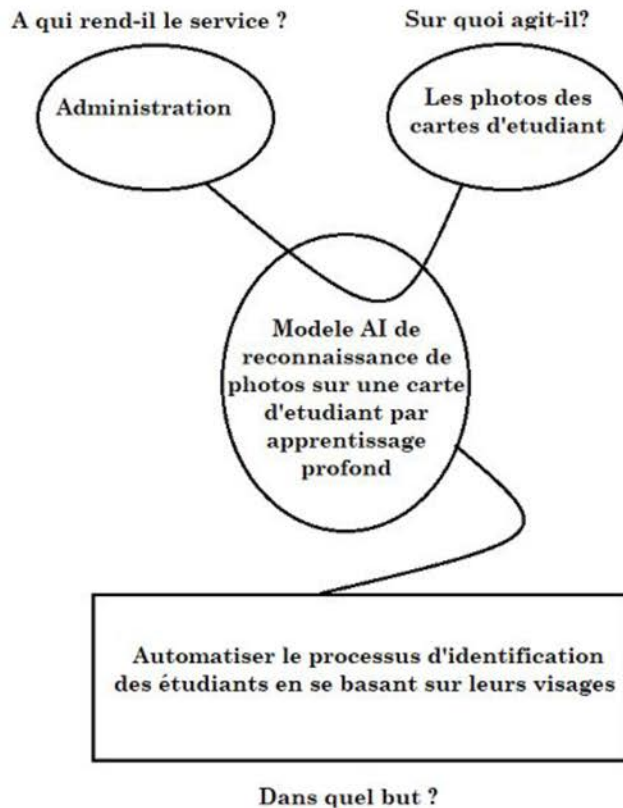 A qui rend-il le service ?
Sur quoi agit-il?
Administration
Les photos des
cartes d'etudiant
Modele AI de
reconnaissance de
photos sur une carte
d'etudiant par
apprentissage
profond
Automatiser le processus d'identification
des étudiants en se basant sur leurs visages
Dans quel but ?